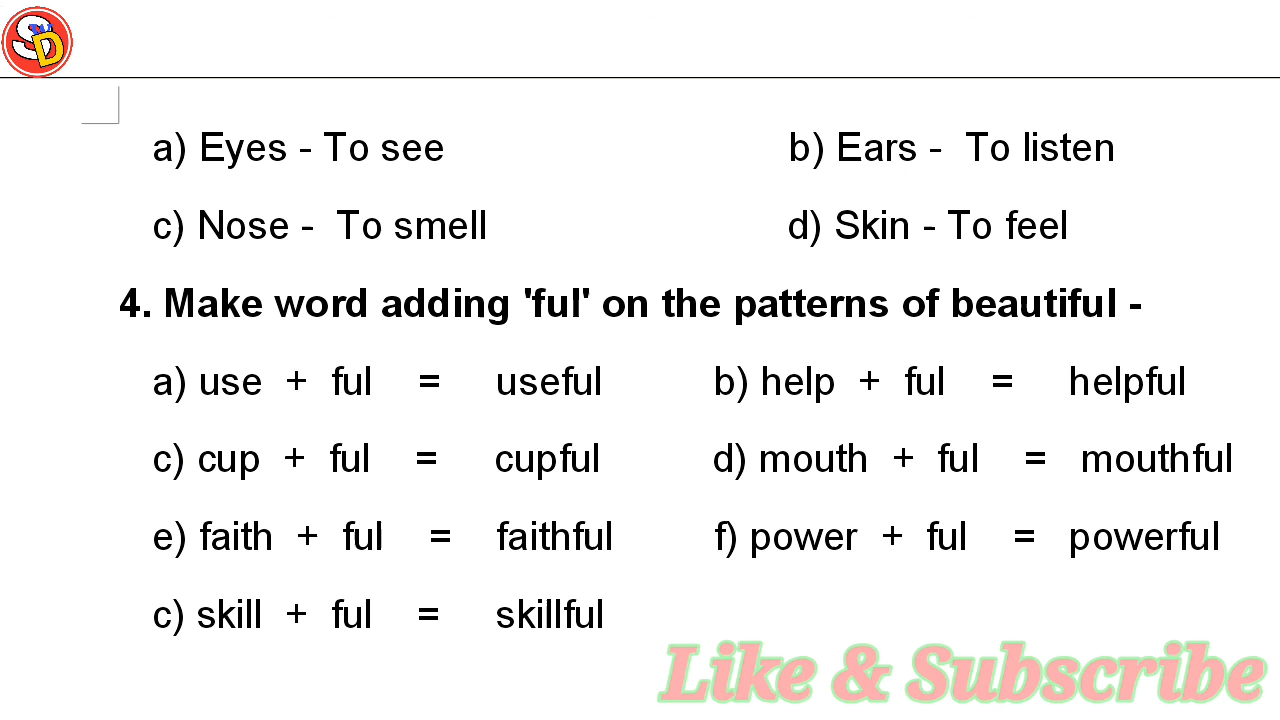 SD
a) Eyes - To see b) Ears - To listen
c) Nose - To smell d) Skin - To feel
4. Make word adding 'ful' on the patterns of beautiful -
a) use + ful = useful b) help + ful = helpful
c) cup + ful = cupful d) mouth + ful = mouthful
e) faith + ful = faithful f) power + ful = powerful
c) skill + ful = skillful
Like & Subscribe